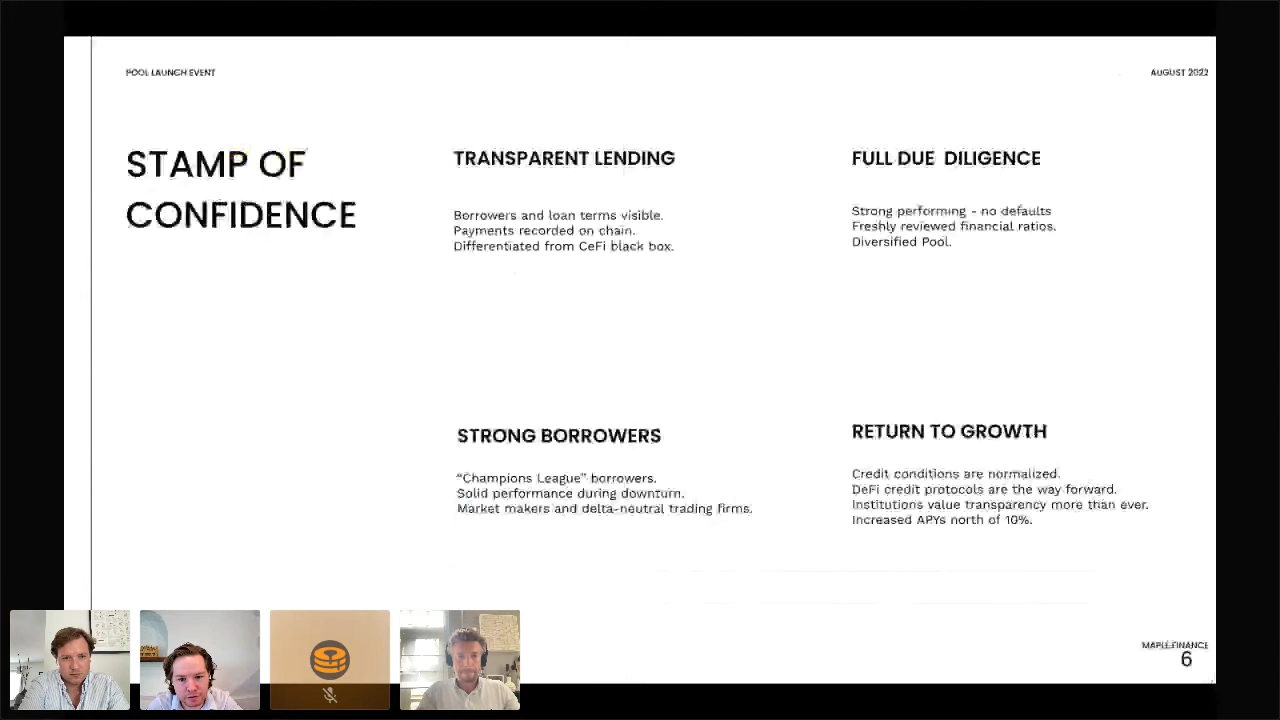 POOL LAUNCH EVENT
AUGUST 2022
STAMP OF
CONFIDENCE
TRANSPARENT LENDING
Borrowers and loan terms visible.
Payments recorded on chain.
Differentiated from CeFi black box.
FULL DUE DILIGENCE
Strong performing - no defaults
Freshly reviewed financial ratios.
Diversified Pool.
STRONG BORROWERS
“Champions League” borrowers.
Solid performance during downturn.
Market makers and delta-neutral trading firms.
RETURN TO GROWTH
Credit conditions are normalized.
DeFi credit protocols are the way forward.
Institutions value transparency more than ever.
Increased APYs north of 10%.
MAPLE.FINANCE
6